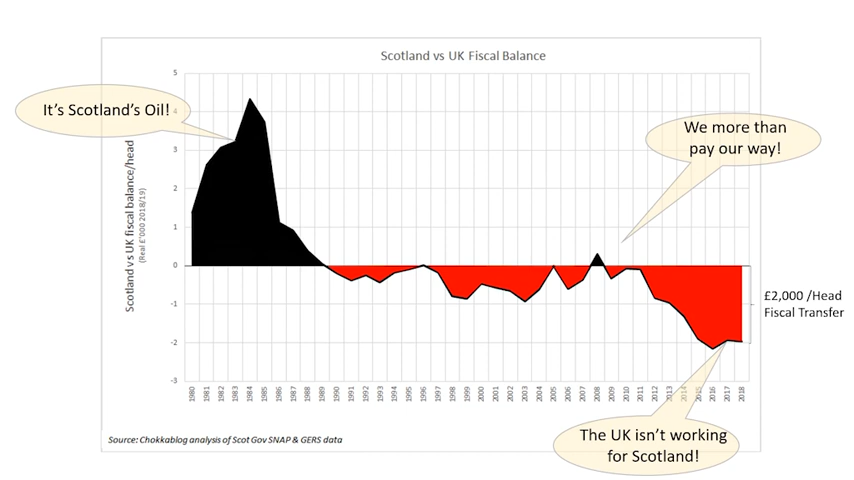 Scotland vs UK Fiscal Balance
It's Scotland's Oil!
We more than
pay our way!
Scotland vs UK fiscal balance/head
(Real £'000 2018/19)
5
4
3
2
1
0
-1
-2
-3
£2,000 /Head
Fiscal Transfer
1980 1981 1982 1983 1984 1985 1986 1987 1988 1989 1990 1991 1992 1993 1994 1995 1996 1997 1998 1999 2000 2001 2002 2003 2004 2005 2006 2007 2008 2009 2010 2011 2012 2013 2014 2015 2016 2017 2018
The UK isn't working
for Scotland!
Source: Chokkablog analysis of Scot Gov SNAP & GERS data